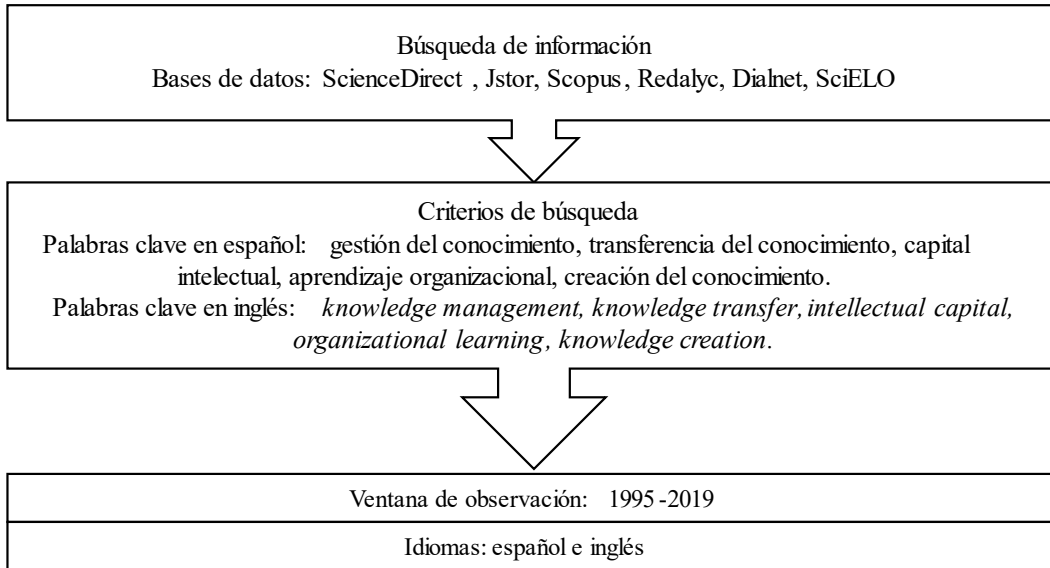 Búsqueda de información
Bases de datos: ScienceDirect , Jstor, Scopus, Redalyc, Dialnet, SciELO
Criterios de búsqueda
Palabras clave en español: gestión del conocimiento, transferencia del conocimiento, capital
intelectual, aprendizaje organizacional, creación del conocimiento.
Palabras clave en inglés: knowledge management, knowledge transfer, intellectual capital,
organizational learning, knowledge creation.
Ventana de observación: 1995-2019
Idiomas: español e inglés